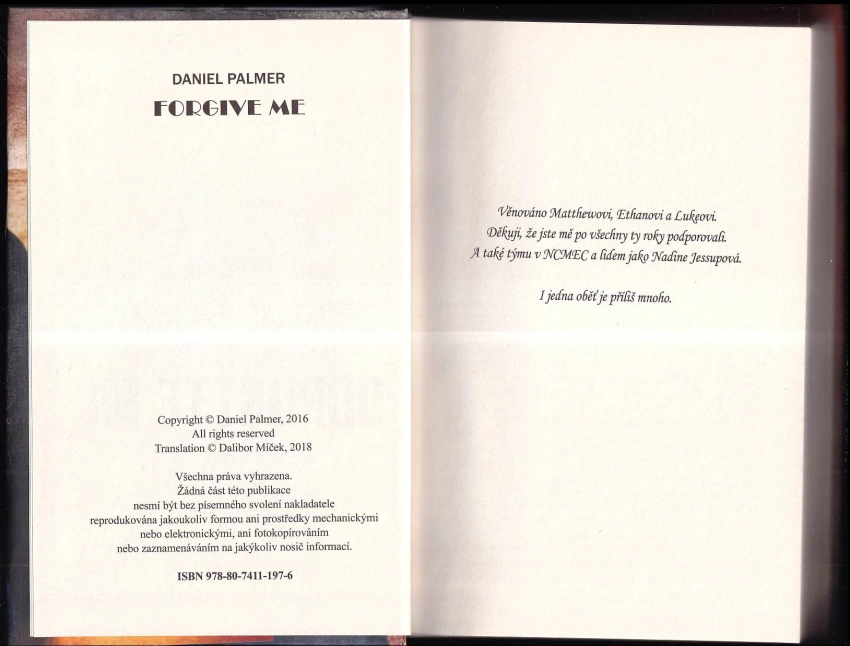 DANIEL PALMER
FORGIVE ME
Copyright © Daniel Palmer, 2016
All rights reserved
Translation © Dalibor Míček, 2018
Všechna práva vyhrazena.
Žádná část této publikace
nesmí být bez písemného svolení nakladatele
reprodukována jakoukoliv formou ani prostředky mechanickými
nebo elektronickými, ani fotokopírováním
nebo zaznamenáváním na jakýkoliv nosič informací.
ISBN 978-80-7411-197-6
Věnováno Matthewovi, Ethanovi a Lukeovi.
Děkuji, že jste mě po všechny ty roky podporovali.
A také týmu v NCMEC a lidem jako Nadine Jessupová.
I jedna oběť je příliš mnoho.